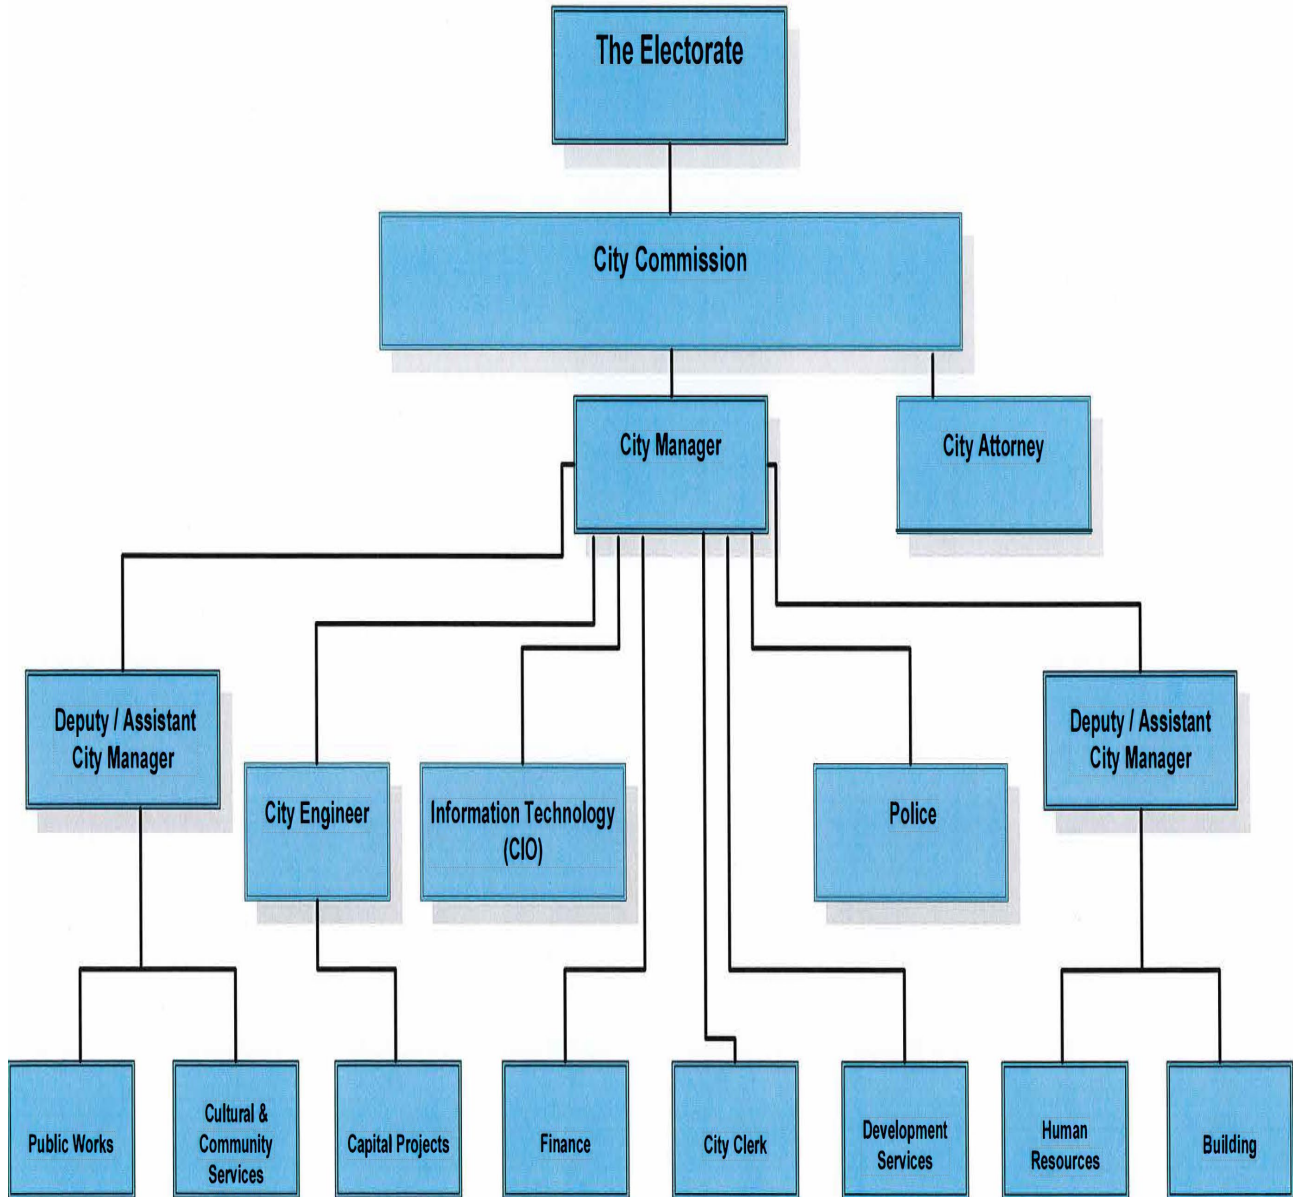 The Electorate
City Commission
City Manager
City Attorney
Deputy / Assistant
City Manager
City Engineer
Information Technology
(CIO)
Police
Deputy / Assistant
City Manager
Public Works
Cultural &
Community
Services
Capital Projects
Finance
City Clerk
Development
Services
Human
Resources
Building